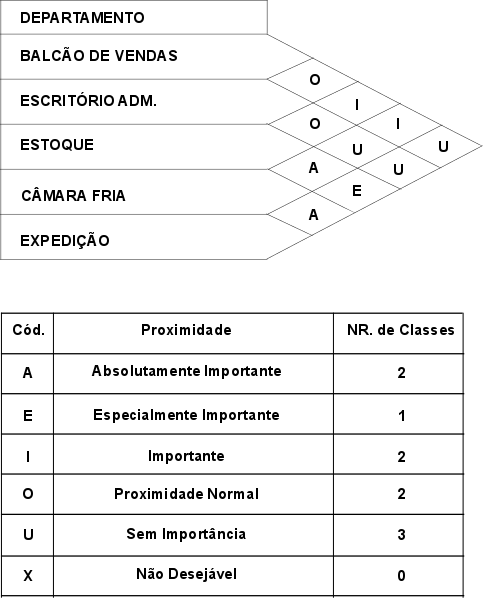 DEPARTAMENTO
BALCÃO DE VENDAS
O
ESCRITÓRIO ADM.
I
O
I
ESTOQUE
U
U
A
U
CÂMARA FRIA
E
A
EXPEDIÇÃO
Cód. Proximidade NR. de Classes
A Absolutamente Importante 2
E Especialmente Importante 1
I Importante 2
O Proximidade Normal 2
U Sem Importância 3
X Não Desejável 0